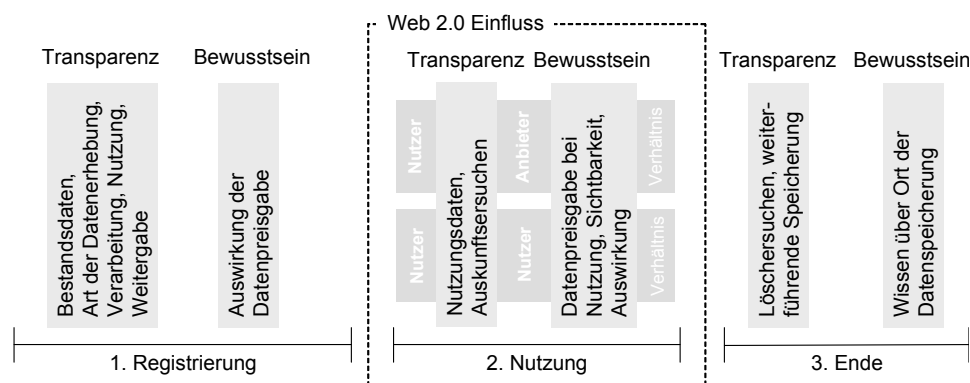 Web 2.0 Einfluss
Transparenz
Bewusstsein
Transparenz
Bewusstsein
Transparenz
Bewusstsein
Bestandsdaten,
Art der Datenerhebung,
Verarbeitung, Nutzung,
Weitergabe
Auswirkung der
Datenpreisgabe
Nutzer
Nutzer
Nutzungsdaten,
Auskunftsersuchen
Anbieter
Nutzer
Datenpreisgabe bei
Nutzung, Sichtbarkeit,
Auswirkung
Verhältnis
Verhältnis
Löschersuchen, weiter-
führende Speicherung
Wissen über Ort der
Datenspeicherung
1. Registrierung
2. Nutzung
3. Ende